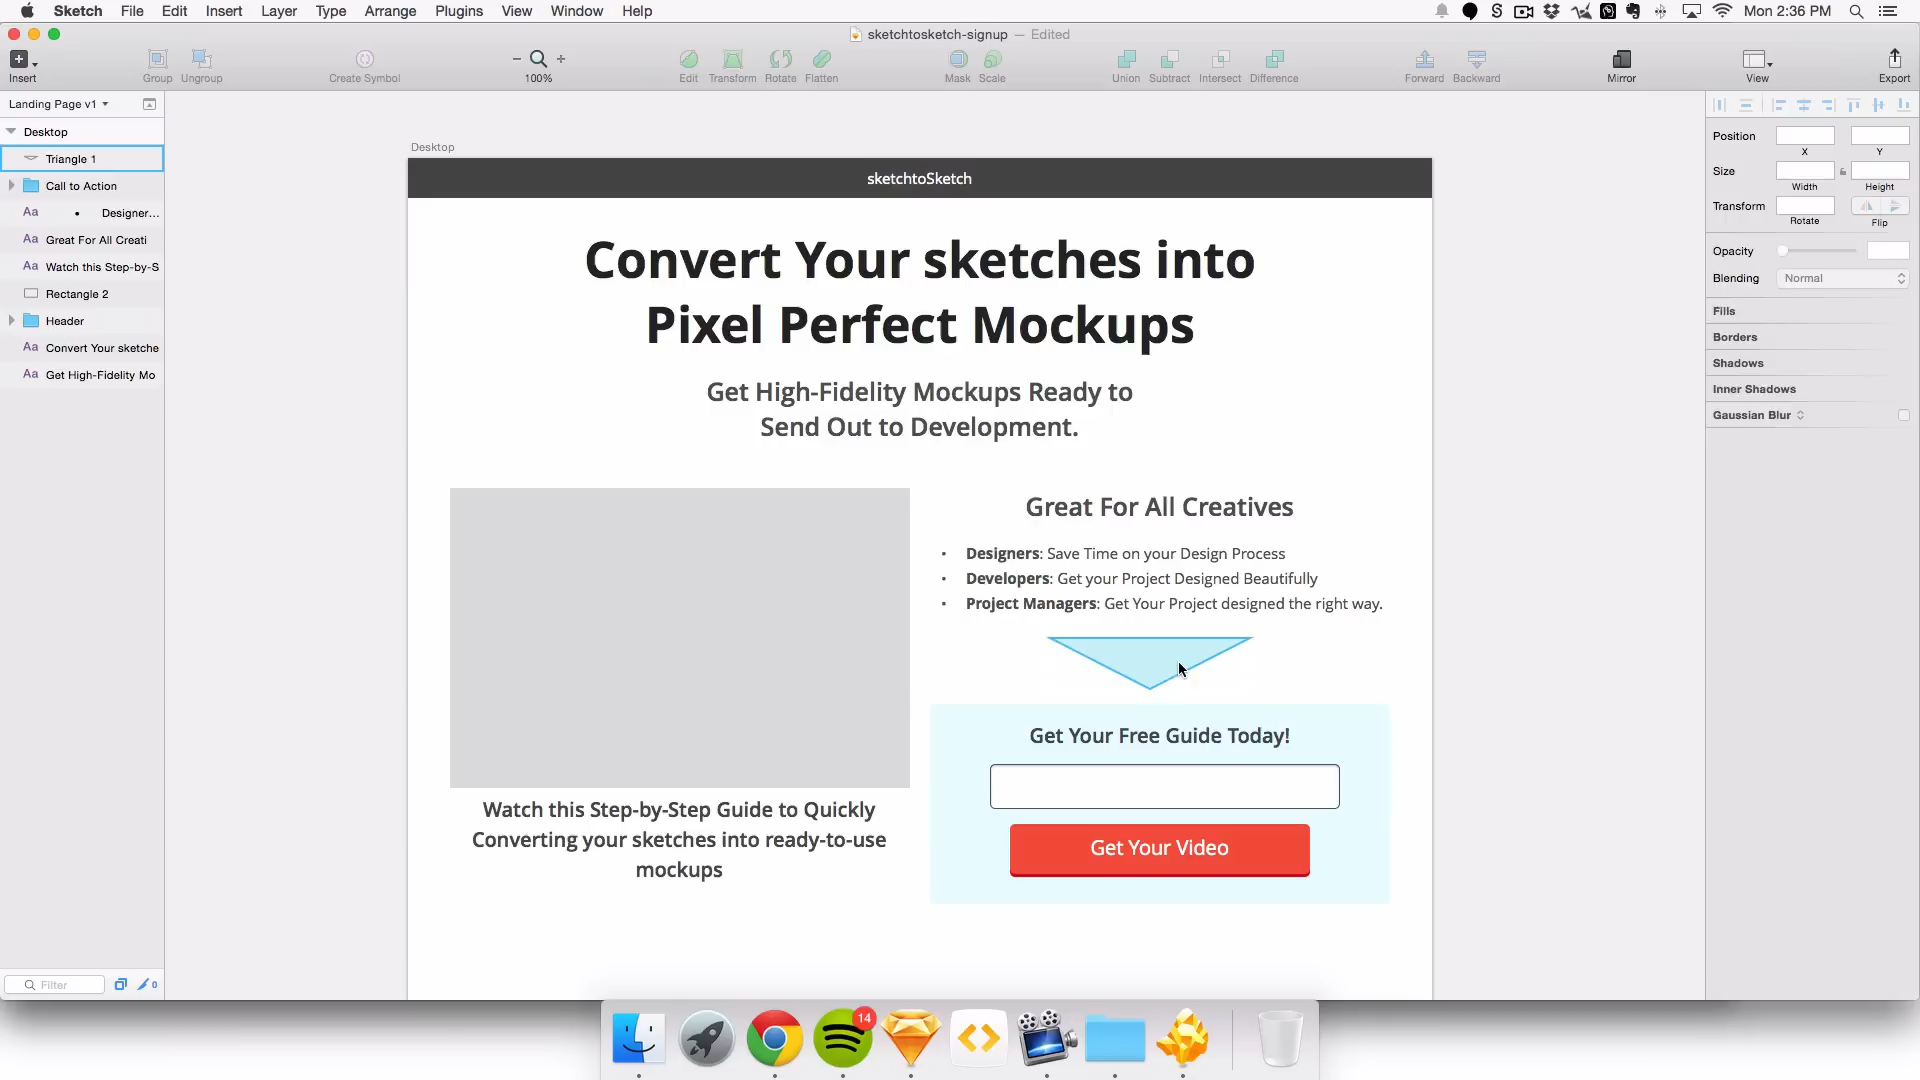 Sketch File Edit Insert Layer Type Arrange Plugins View Window Help Mon 2:36 PM
sketchtosketch-signup — Edited
Insert Group Ungroup Create Symbol 100% Edit Transform Rotate Flatten Mask Scale Union Subtract Intersect Difference Forward Backward Mirror View Export
Landing Page v1
Desktop
Triangle 1
Call to Action
Aa • Designer...
Aa Great For All Creati
Aa Watch this Step-by-S
Rectangle 2
Header
Aa Convert Your sketche
Aa Get High-Fidelity Mo
Filter 0
Desktop
sketchtoSketch
Convert Your sketches into
Pixel Perfect Mockups
Get High-Fidelity Mockups Ready to
Send Out to Development.
Great For All Creatives
• Designers: Save Time on your Design Process
• Developers: Get your Project Designed Beautifully
• Project Managers: Get Your Project designed the right way.
Get Your Free Guide Today!
Get Your Video
Watch this Step-by-Step Guide to Quickly
Converting your sketches into ready-to-use
mockups
Position
X Y
Size
Width Height
Transform
Rotate Flip
Opacity
Blending Normal
Fills
Borders
Shadows
Inner Shadows
Gaussian Blur
14